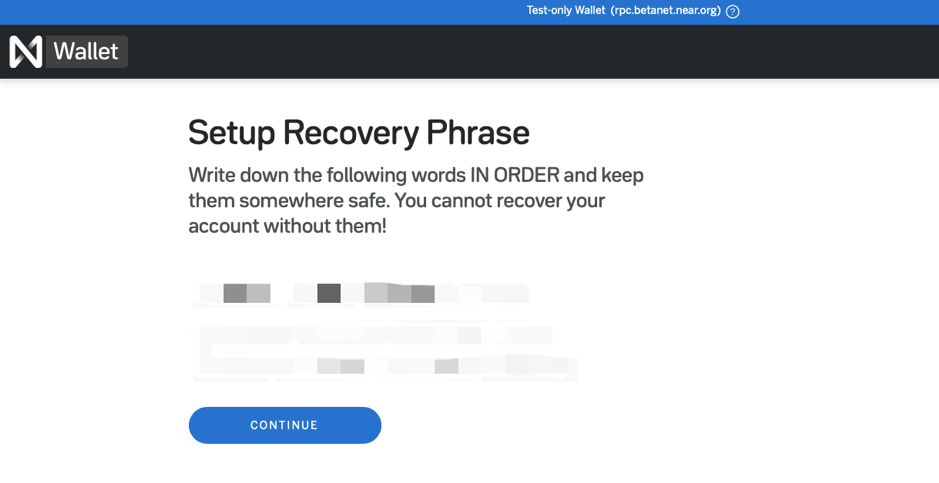 Test-only Wallet (rpc.betanet.near.org) ?
N Wallet
Setup Recovery Phrase
Write down the following words IN ORDER and keep
them somewhere safe. You cannot recover your
account without them!
CONTINUE